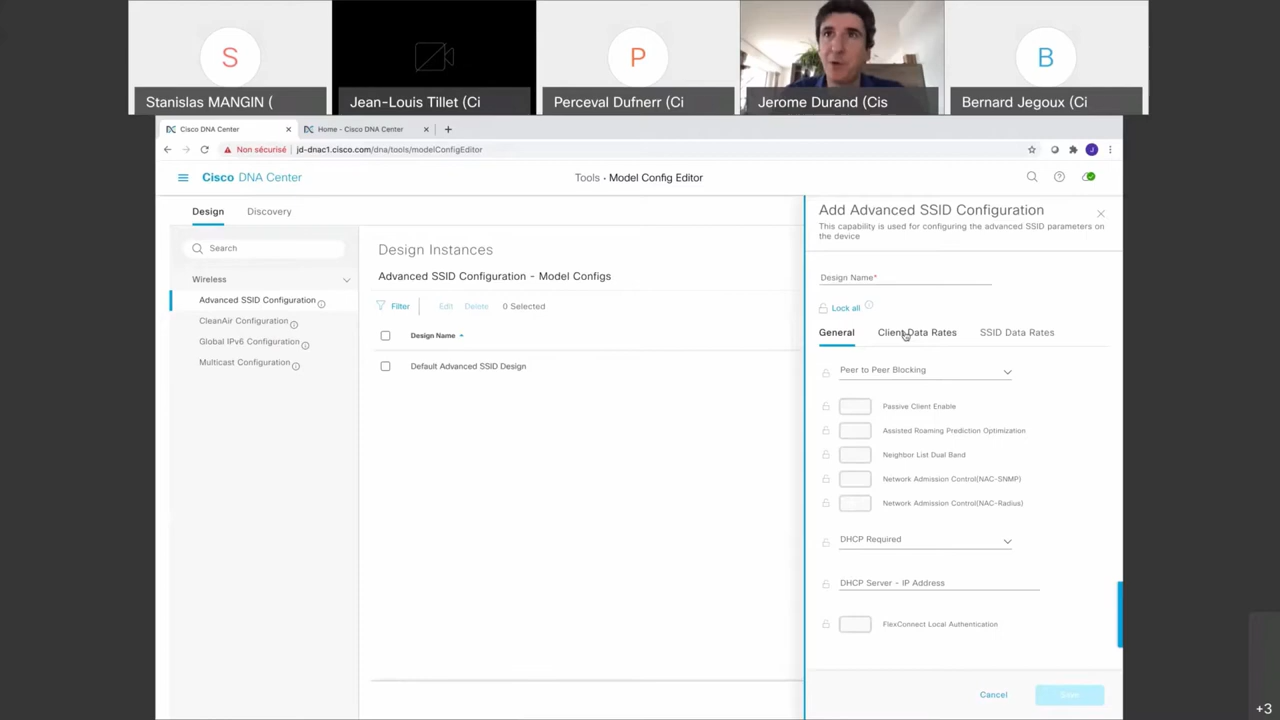 S
P
B
Stanislas MANGIN (
Jean-Louis Tillet (Ci
Perceval Dufnerr (Ci
Jerome Durand (Cis
Bernard Jegoux (Ci
Cisco DNA Center
Home - Cisco DNA Center
Non sécurisé
jd-dnac1.cisco.com/dna/tools/modelConfigEditor
J
Cisco DNA Center
Tools • Model Config Editor
Design
Discovery
Search
Wireless
Advanced SSID Configuration
CleanAir Configuration
Global IPv6 Configuration
Multicast Configuration
Design Instances
Advanced SSID Configuration - Model Configs
Filter
Edit
Delete
0 Selected
Design Name
Default Advanced SSID Design
Add Advanced SSID Configuration
This capability is used for configuring the advanced SSID parameters on
the device
Design Name*
Lock all
General
Client Data Rates
SSID Data Rates
Peer to Peer Blocking
Passive Client Enable
Assisted Roaming Prediction Optimization
Neighbor List Dual Band
Network Admission Control(NAC-SNMP)
Network Admission Control(NAC-Radius)
DHCP Required
DHCP Server - IP Address
FlexConnect Local Authentication
Cancel
Save
+3